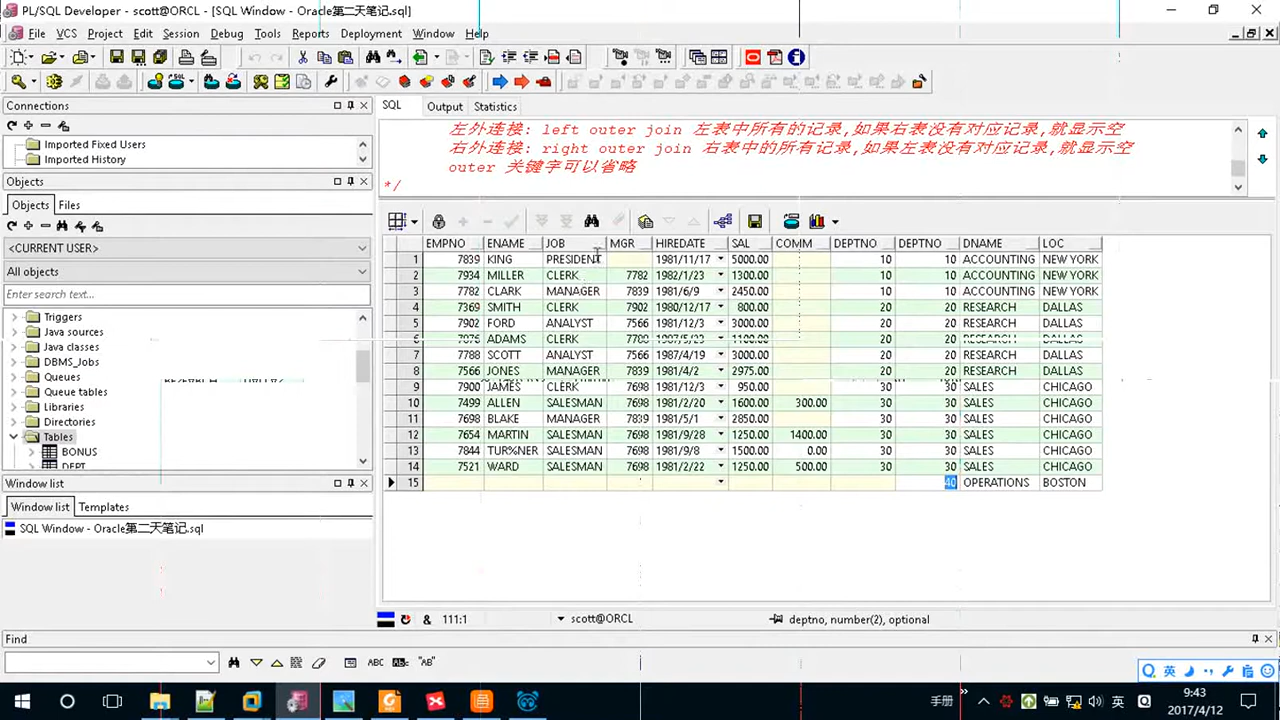 PL/SQL Developer - scott@ORCL - [SQL Window - Oracle第二天笔记.sql]
File VCS Project Edit Session Debug Tools Reports Deployment Window Help
Connections
Imported Fixed Users
Imported History
Objects
Objects Files
<CURRENT USER>
All objects
Enter search text...
Triggers
Java sources
Java classes
DBMS_Jobs
Queues
Queue tables
Libraries
Directories
Tables
BONUS
DEPT
Window list
Window list Templates
SQL Window - Oracle第二天笔记.sql
SQL Output Statistics
左外连接: left outer join 左表中所有的记录,如果右表没有对应记录,就显示空
右外连接: right outer join 右表中的所有记录,如果左表没有对应记录,就显示空
outer 关键字可以省略
*/
EMPNO ENAME JOB MGR HIREDATE SAL COMM DEPTNO DEPTNO DNAME LOC
1 7839 KING PRESIDENT 1981/11/17 5000.00 10 10 ACCOUNTING NEW YORK
2 7934 MILLER CLERK 7782 1982/1/23 1300.00 10 10 ACCOUNTING NEW YORK
3 7782 CLARK MANAGER 7839 1981/6/9 2450.00 10 10 ACCOUNTING NEW YORK
4 7369 SMITH CLERK 7902 1980/12/17 800.00 20 20 RESEARCH DALLAS
5 7902 FORD ANALYST 7566 1981/12/3 3000.00 20 20 RESEARCH DALLAS
6 7876 ADAMS CLERK 7788 1987/5/23 1100.00 20 20 RESEARCH DALLAS
7 7788 SCOTT ANALYST 7566 1987/4/19 3000.00 20 20 RESEARCH DALLAS
8 7566 JONES MANAGER 7839 1981/4/2 2975.00 20 20 RESEARCH DALLAS
9 7900 JAMES CLERK 7698 1981/12/3 950.00 30 30 SALES CHICAGO
10 7499 ALLEN SALESMAN 7698 1981/2/20 1600.00 300.00 30 30 SALES CHICAGO
11 7698 BLAKE MANAGER 7839 1981/5/1 2850.00 30 30 SALES CHICAGO
12 7654 MARTIN SALESMAN 7698 1981/9/28 1250.00 1400.00 30 30 SALES CHICAGO
13 7844 TUR%NER SALESMAN 7698 1981/9/8 1500.00 0.00 30 30 SALES CHICAGO
14 7521 WARD SALESMAN 7698 1981/2/22 1250.00 500.00 30 30 SALES CHICAGO
15 40 OPERATIONS BOSTON
& 111:1 scott@ORCL deptno, number(2), optional
Find
ABC "AB"
英
手册 英 9:43
2017/4/12